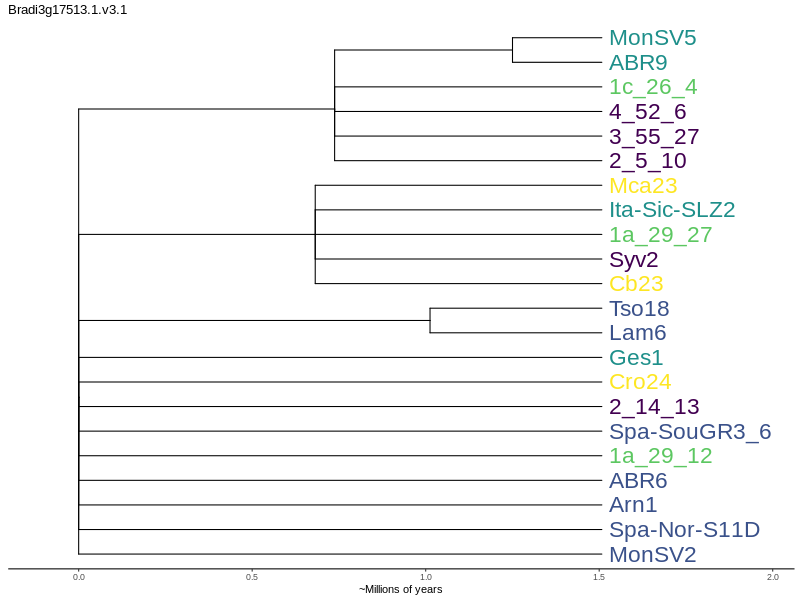 Bradi3g17513.1.v3.1
MonSV5
ABR9
1c_26_4
4_52_6
3_55_27
2_5_10
Mca23
Ita-Sic-SLZ2
1a_29_27
Syv2
Cb23
Tso18
Lam6
Ges1
Cro24
2_14_13
Spa-SouGR3_6
1a_29_12
ABR6
Arn1
Spa-Nor-S11D
MonSV2
0.0 0.5 1.0 1.5 2.0
~Millions of years